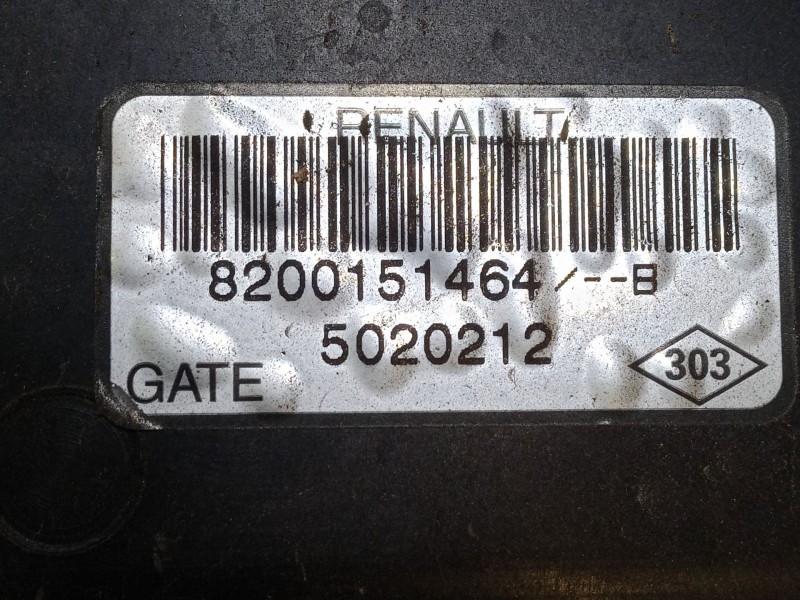 RENAULT
8200151464/--B
5020212
GATE
303